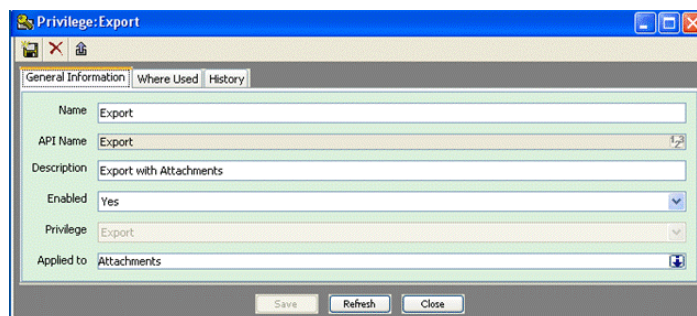 Privilege:Export
General Information Where Used History
Name Export
API Name Export
Description Export with Attachments
Enabled Yes
Privilege Export
Applied to Attachments
Save Refresh Close